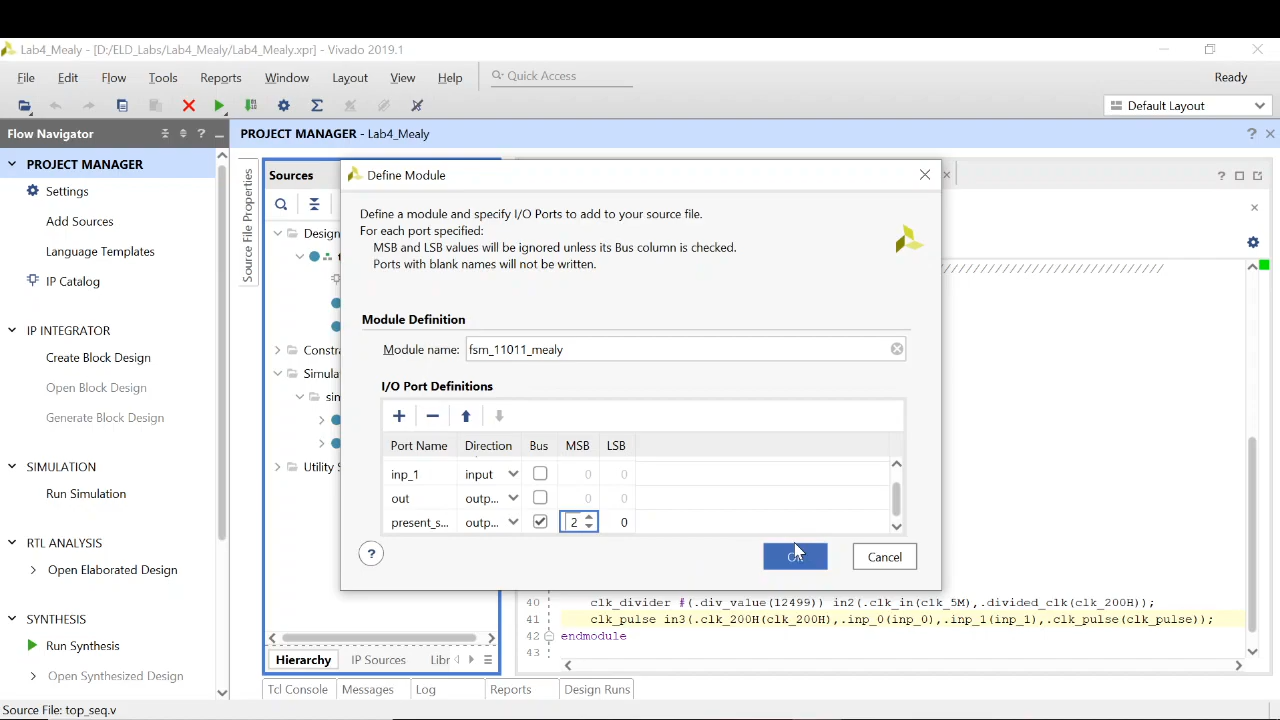 Lab4_Mealy - [D:/ELD_Labs/Lab4_Mealy/Lab4_Mealy.xpr] - Vivado 2019.1
File Edit Flow Tools Reports Window Layout View Help Quick Access Ready
Default Layout
Flow Navigator
PROJECT MANAGER - Lab4_Mealy
PROJECT MANAGER
Settings
Add Sources
Language Templates
IP Catalog
IP INTEGRATOR
Create Block Design
Open Block Design
Generate Block Design
SIMULATION
Run Simulation
RTL ANALYSIS
Open Elaborated Design
SYNTHESIS
Run Synthesis
Open Synthesized Design
Source File Properties
Sources
Design
Constra
Simula
sin
Utility S
Hierarchy IP Sources Libr
Define Module
Define a module and specify I/O Ports to add to your source file.
For each port specified:
MSB and LSB values will be ignored unless its Bus column is checked.
Ports with blank names will not be written.
Module Definition
Module name: fsm_11011_mealy
I/O Port Definitions
Port Name Direction Bus MSB LSB
inp_1 input 0 0
out outp... 0 0
present_s... outp... 2 0
? Cancel
////////////////////////////
40 clk_divider #(.div_value(12499)) in2(.clk_in(clk_5M),.divided_clk(clk_200H));
41 clk_pulse in3(.clk_200H(clk_200H),.inp_0(inp_0),.inp_1(inp_1),.clk_pulse(clk_pulse));
42 endmodule
43
Tcl Console Messages Log Reports Design Runs
Source File: top_seq.v